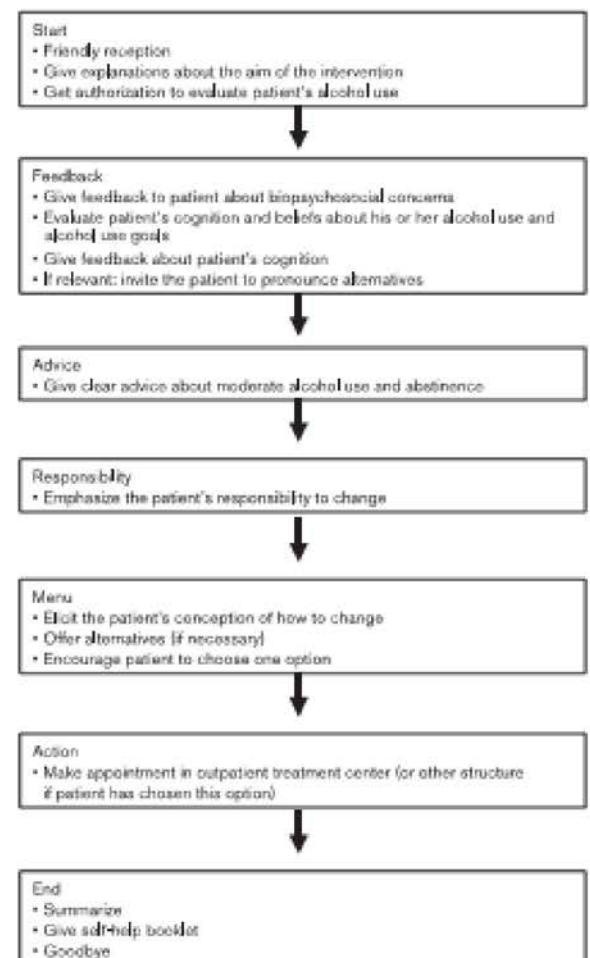 Start
• Friendly reception
• Give explanations about the aim of the intervention
• Get authorization to evaluate patient's alcohol use
Feedback
• Give feedback to patient about biopsychosocial concerns
• Evaluate patient's cognition and beliefs about his or her alcohol use and
alcohol use goals
• Give feedback about patient's cognition
• If relevant: invite the patient to pronounce alternatives
Advice
• Give clear advice about moderate alcohol use and abstinence
Responsibility
• Emphasize the patient's responsibility to change
Menu
• Elicit the patient's conception of how to change
• Offer alternatives (if necessary)
• Encourage patient to choose one option
Action
• Make appointment in outpatient treatment center (or other structure
if patient has chosen this option)
End
• Summarize
• Give self-help booklet
• Goodbye